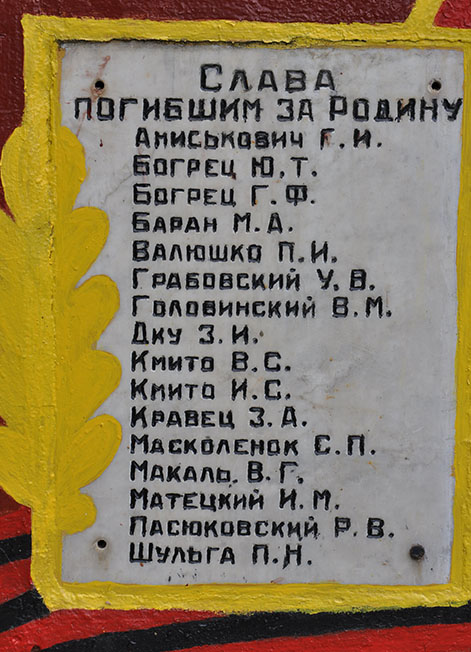 СЛАВА
ПОГИБШИМ ЗА РОДИНУ
АНИСЬКОВИЧ Г. И.
БОГРЕЦ Ю. Т.
БОГРЕЦ Г. Ф.
БАРАН М. А.
ВАЛЮШКО П. И.
ГРАБОВСКИЙ У. В.
ГОЛОВИНСКИЙ В. М.
ДКУ З. И.
КМИТО В. С.
КМИТО И. С.
КРАВЕЦ З. А.
МАСКОЛЕНОК С. П.
МАКАЛЬ В. Г.
МАТЕЦКИЙ И. М.
ПАСЮКОВСКИЙ Р. В.
ШУЛЬГА П. Н.